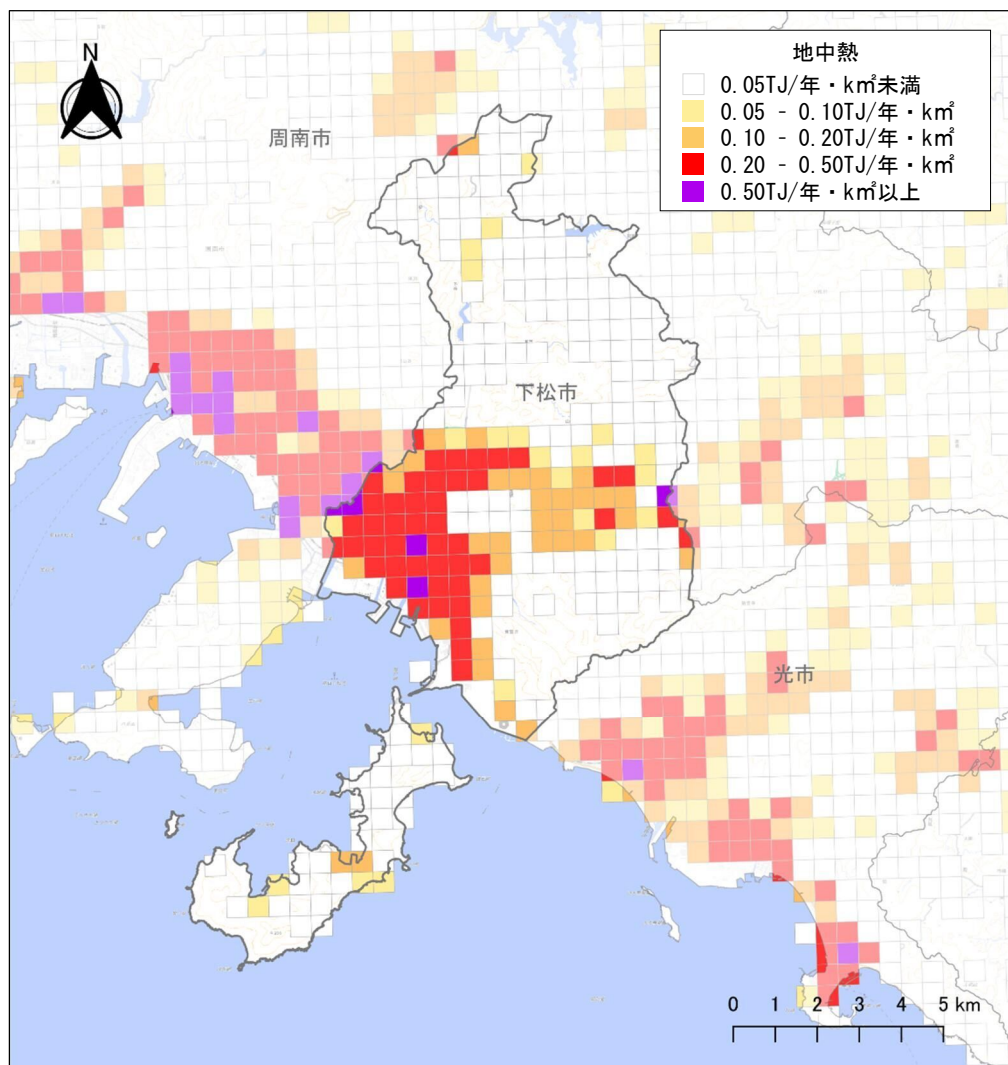 地中熱
0.05TJ/年・k㎡未満
0.05 - 0.10TJ/年・k㎡
0.10 - 0.20TJ/年・k㎡
0.20 - 0.50TJ/年・k㎡
0.50TJ/年・k㎡以上
N
周南市
下松市
光市
0 1 2 3 4 5 km